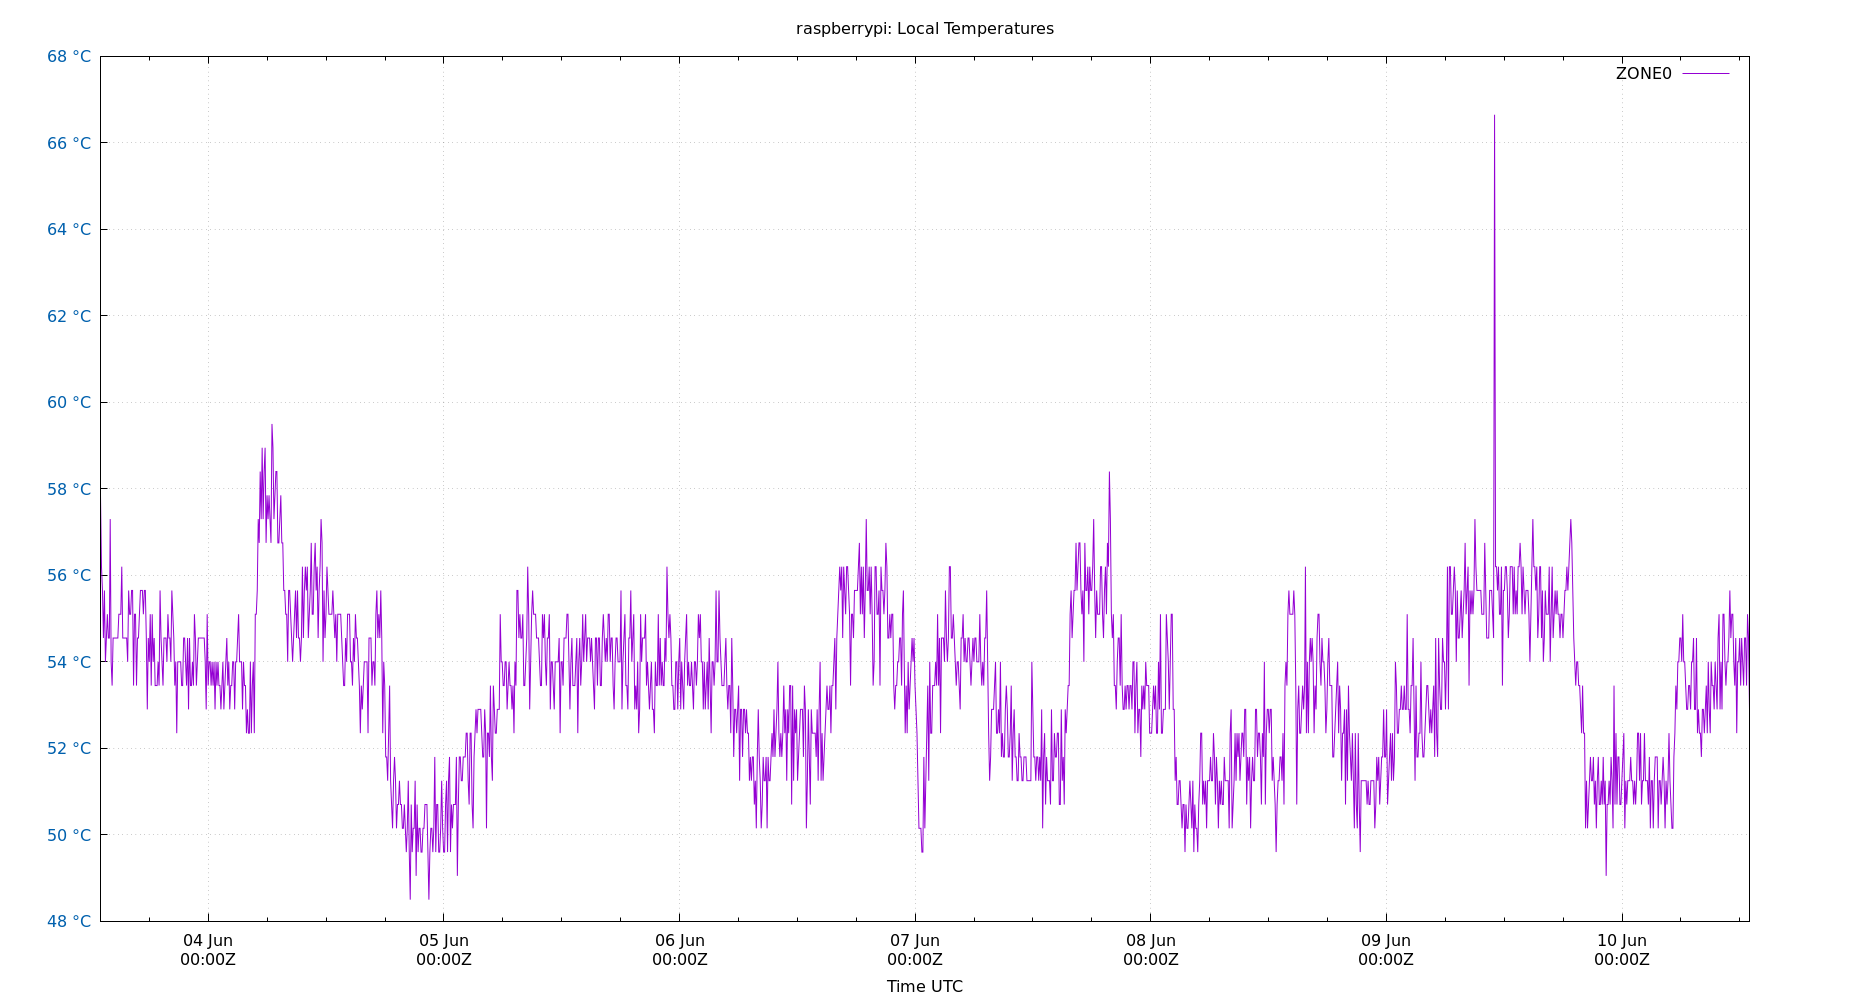 raspberrypi: Local Temperatures
ZONE0
68 °C
66 °C
64 °C
62 °C
60 °C
58 °C
56 °C
54 °C
52 °C
50 °C
48 °C
04 Jun 05 Jun 06 Jun 07 Jun 08 Jun 09 Jun 10 Jun
00:00Z 00:00Z 00:00Z 00:00Z 00:00Z 00:00Z 00:00Z
Time UTC